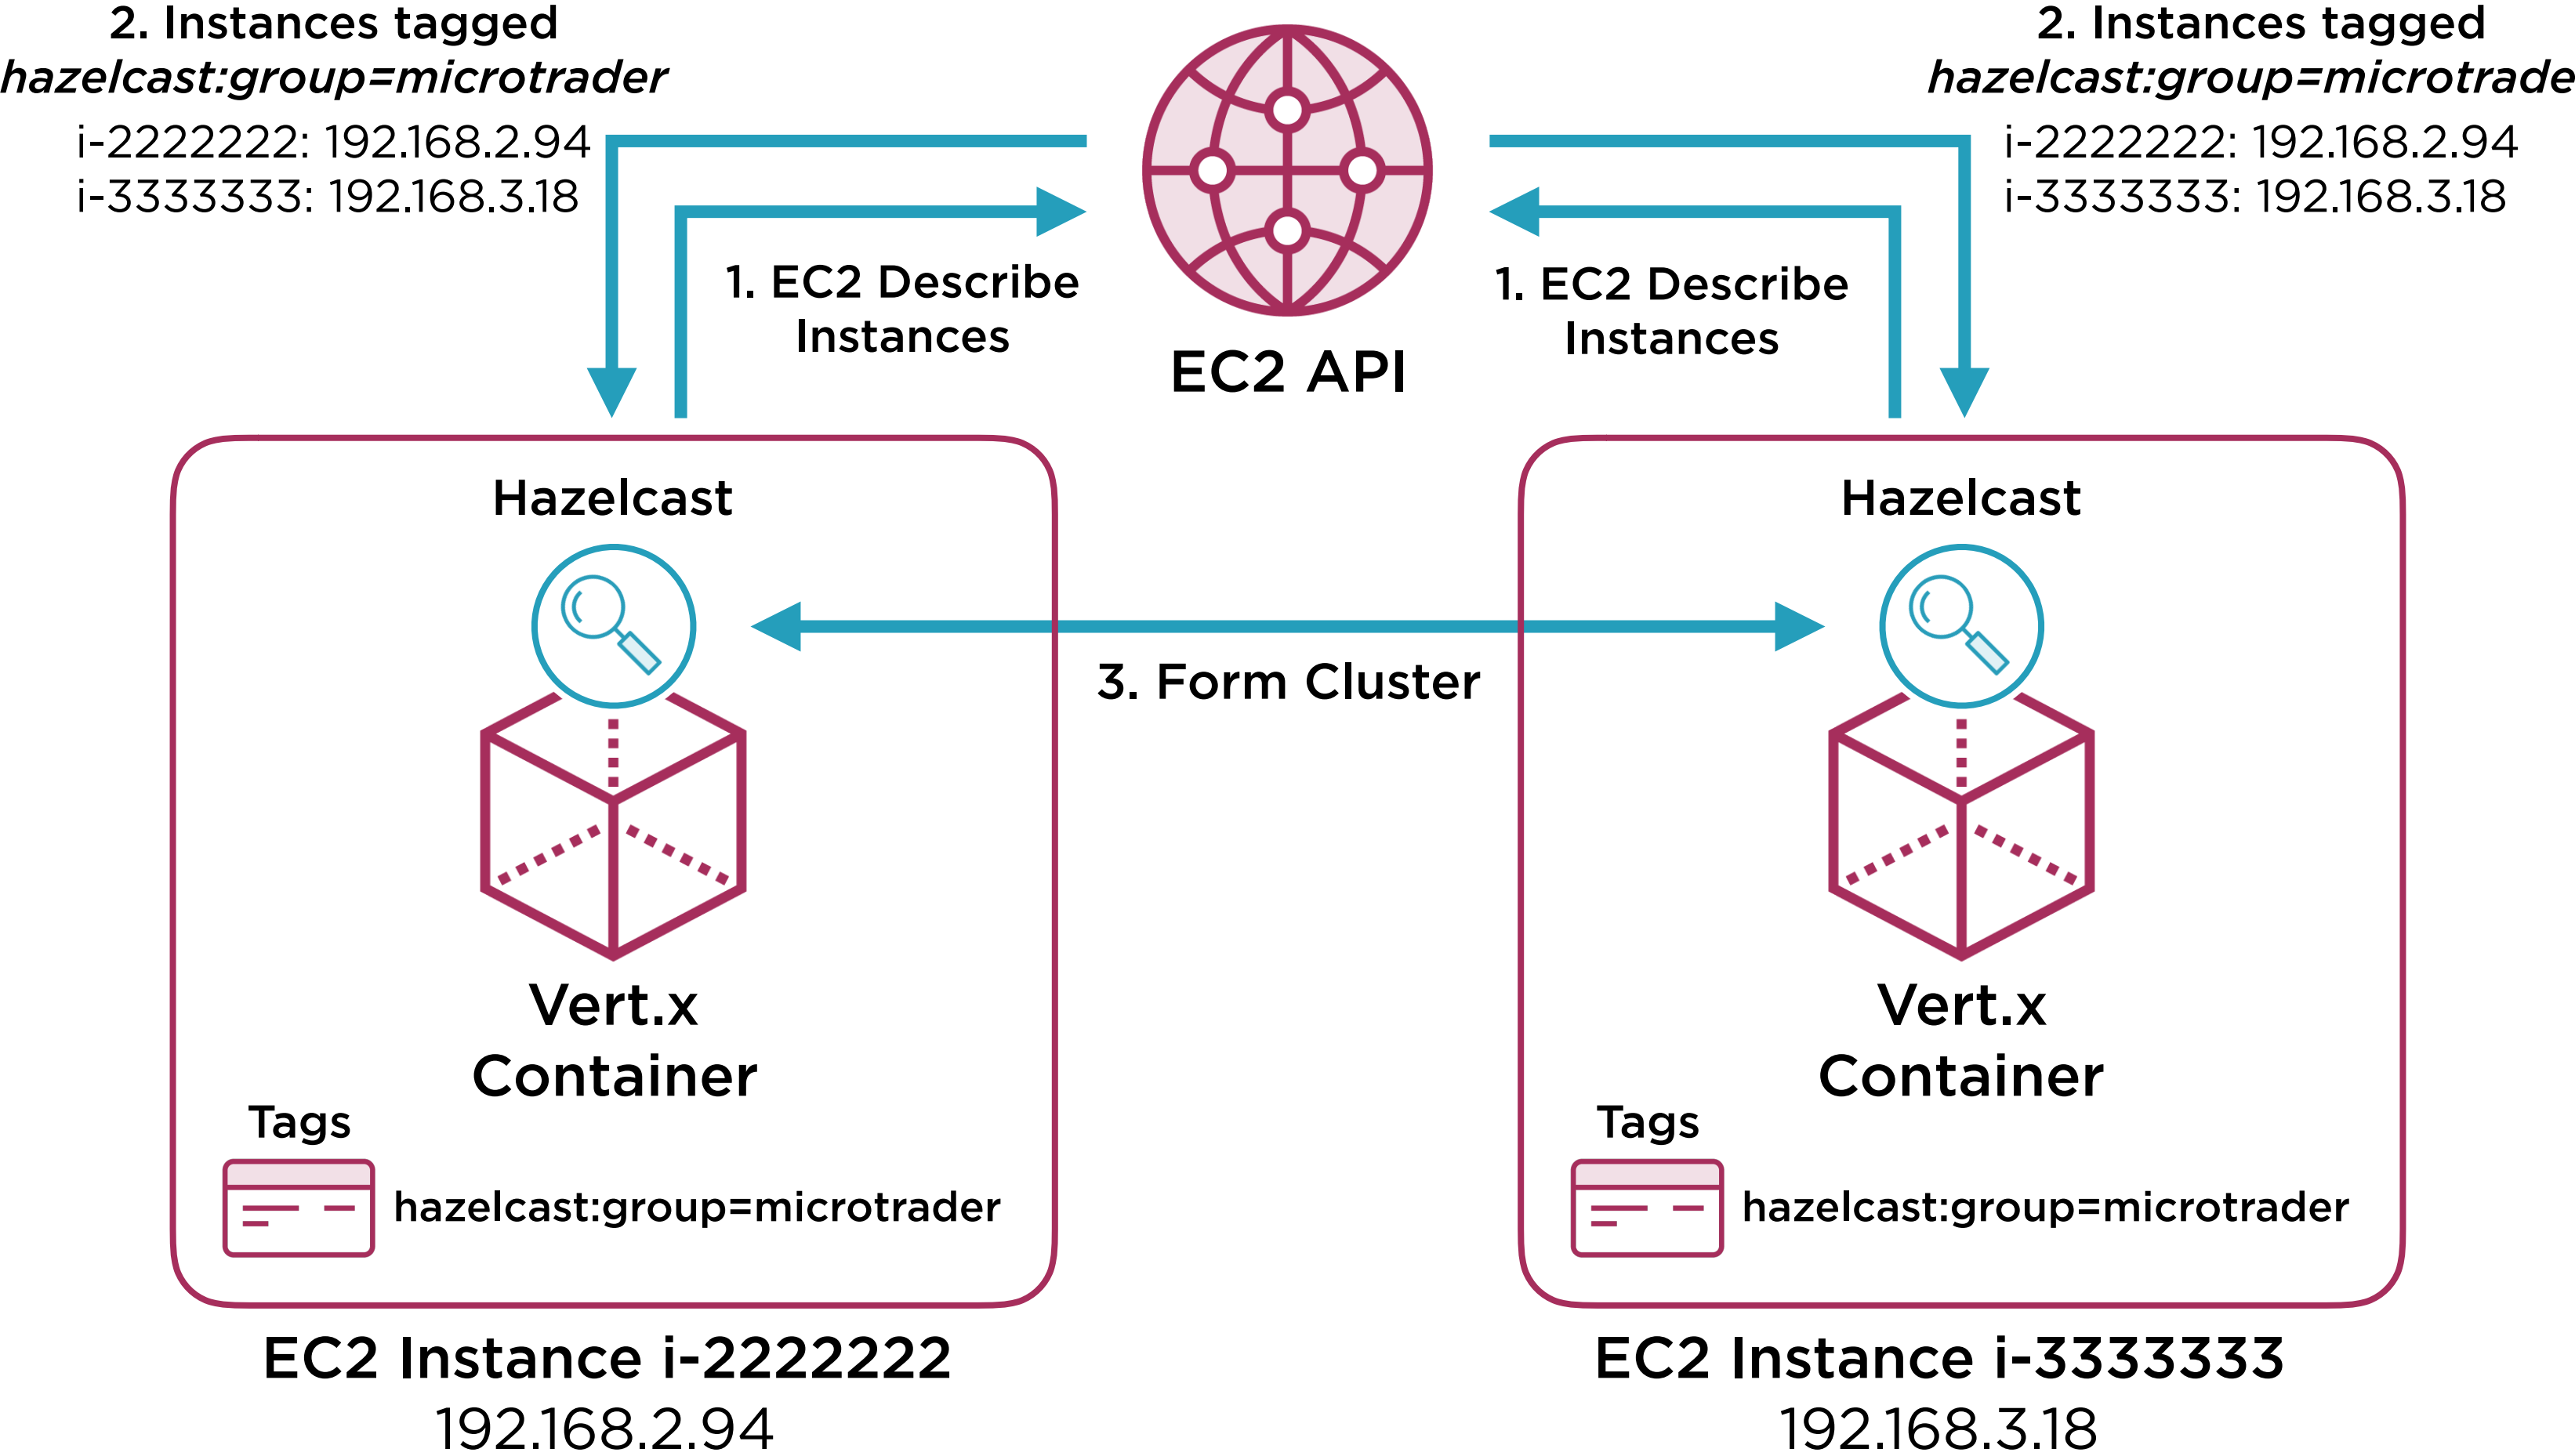 2. Instances tagged
hazelcast:group=microtrader
i-2222222: 192.168.2.94
i-3333333: 192.168.3.18
1. EC2 Describe
Instances
EC2 API
1. EC2 Describe
Instances
2. Instances tagged
hazelcast:group=microtrade
i-2222222: 192.168.2.94
i-3333333: 192.168.3.18
Hazelcast
Vert.x
Container
Tags
hazelcast:group=microtrader
EC2 Instance i-2222222
192.168.2.94
3. Form Cluster
Hazelcast
Vert.x
Container
Tags
hazelcast:group=microtrader
EC2 Instance i-3333333
192.168.3.18